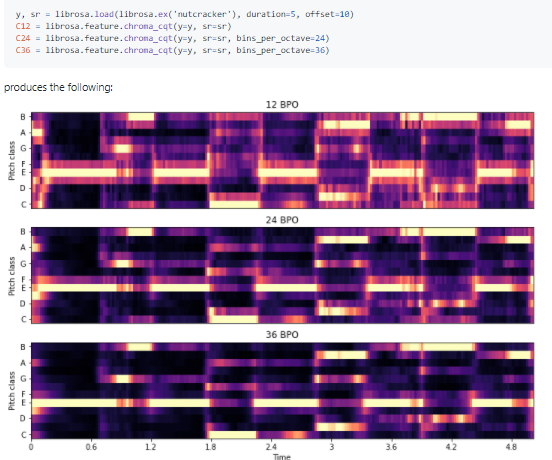 y, sr = librosa.load(librosa.ex('nutcracker'), duration=5, offset=10)
C12 = librosa.feature.chroma_cqt(y=y, sr=sr)
C24 = librosa.feature.chroma_cqt(y=y, sr=sr, bins_per_octave=24)
C36 = librosa.feature.chroma_cqt(y=y, sr=sr, bins_per_octave=36)
produces the following:
12 BPO
Pitch class
B
A
G
F
E
D
C
24 BPO
Pitch class
B
A
G
F
E
D
C
36 BPO
Pitch class
B
A
G
F
E
D
C
0 0.6 1.2 1.8 2.4 3 3.6 4.2 4.8
Time